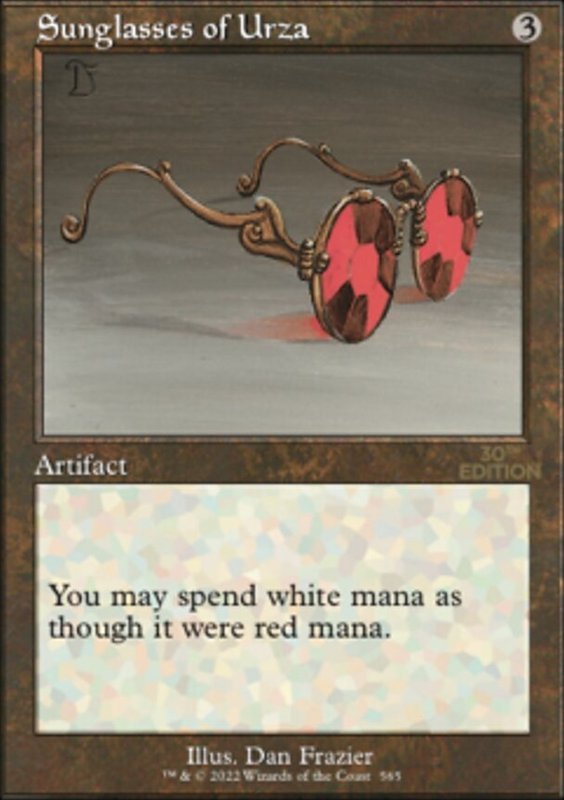 Sunglasses of Urza 3
Artifact
30TH
EDITION
You may spend white mana as
though it were red mana.
Illus. Dan Frazier
™ & © 2022 Wizards of the Coast 565